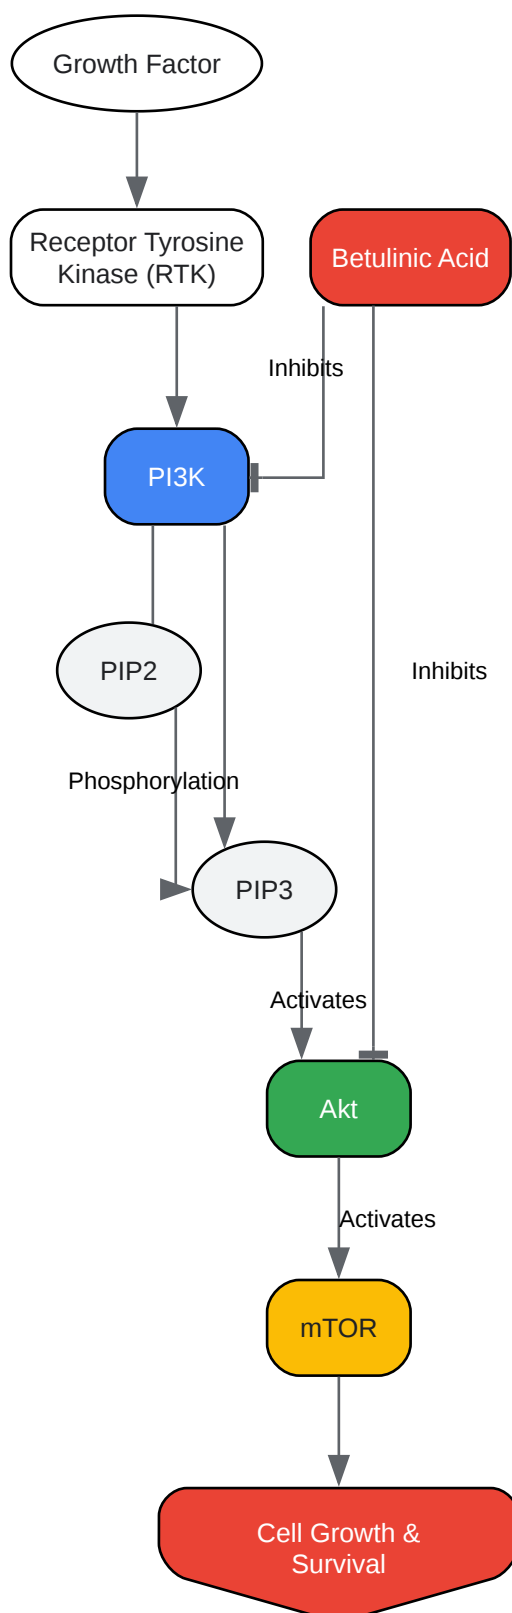 Growth Factor
Receptor Tyrosine
Kinase (RTK)
Betulinic Acid
Inhibits
PI3K
PIP2
Inhibits
Phosphorylation
PIP3
Activates
Akt
Activates
mTOR
Cell Growth &
Survival